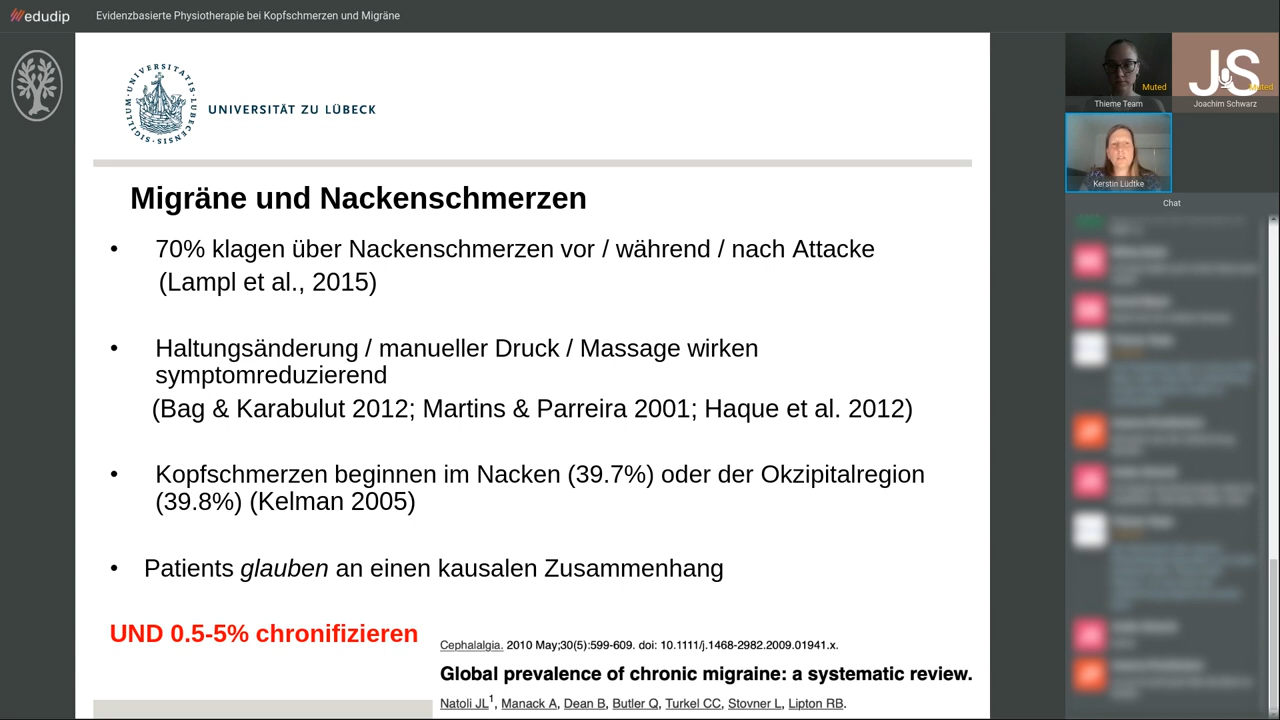 edudip
Evidenzbasierte Physiotherapie bei Kopfschmerzen und Migräne
SIGILLUM·UNIVERSITATIS·LUBECENSIS
UNIVERSITÄT ZU LÜBECK
Migräne und Nackenschmerzen
• 70% klagen über Nackenschmerzen vor / während / nach Attacke
(Lampl et al., 2015)
• Haltungsänderung / manueller Druck / Massage wirken
symptomreduzierend
(Bag & Karabulut 2012; Martins & Parreira 2001; Haque et al. 2012)
• Kopfschmerzen beginnen im Nacken (39.7%) oder der Okzipitalregion
(39.8%) (Kelman 2005)
• Patients glauben an einen kausalen Zusammenhang
UND 0.5-5% chronifizieren
Cephalalgia. 2010 May;30(5):599-609. doi: 10.1111/j.1468-2982.2009.01941.x.
Global prevalence of chronic migraine: a systematic review.
Natoli JL1, Manack A, Dean B, Butler Q, Turkel CC, Stovner L, Lipton RB.
Muted
Thieme Team
JS
Muted
Joachim Schwarz
Kerstin Lüdtke
Chat